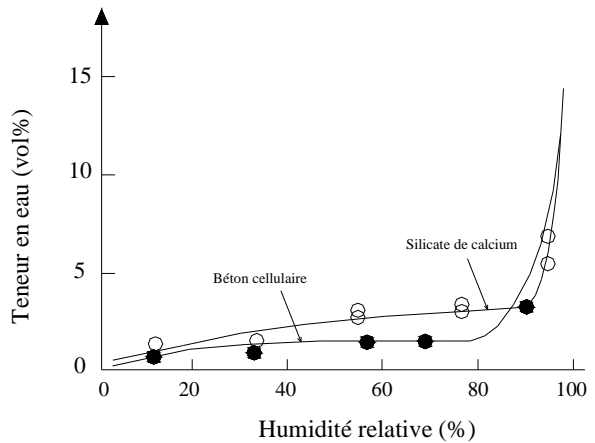 Teneur en eau (vol%)
15
10
5
0
Silicate de calcium
Béton cellulaire
0 20 40 60 80 100
Humidité relative (%)